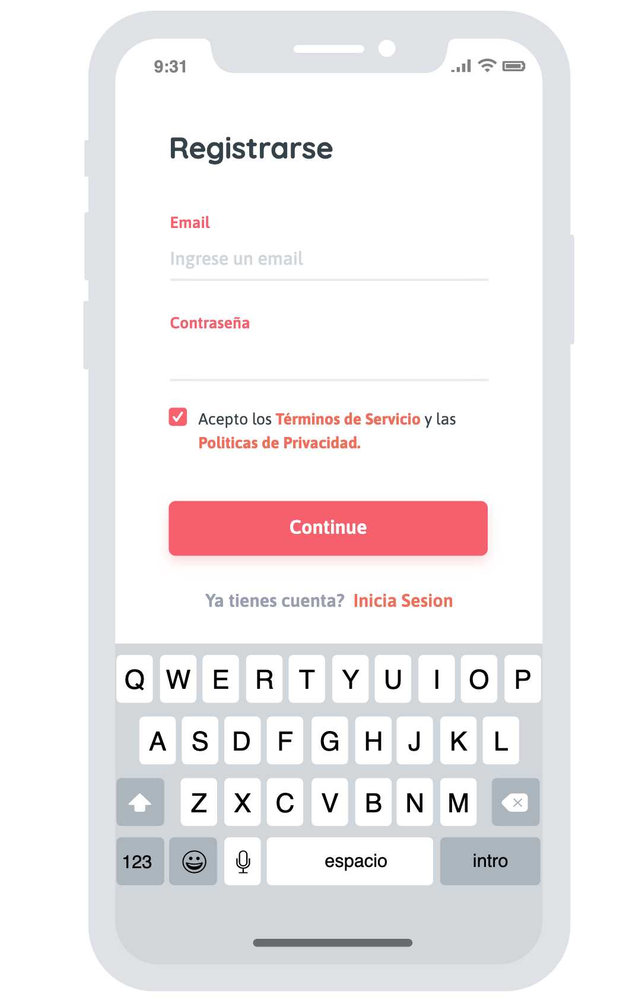 9:31
Registrarse
Email
Ingrese un email
Contraseña
Acepto los Términos de Servicio y las
Politicas de Privacidad.
Continue
Ya tienes cuenta? Inicia Sesion
Q W E R T Y U I O P
A S D F G H J K L
Z X C V B N M
123 espacio intro